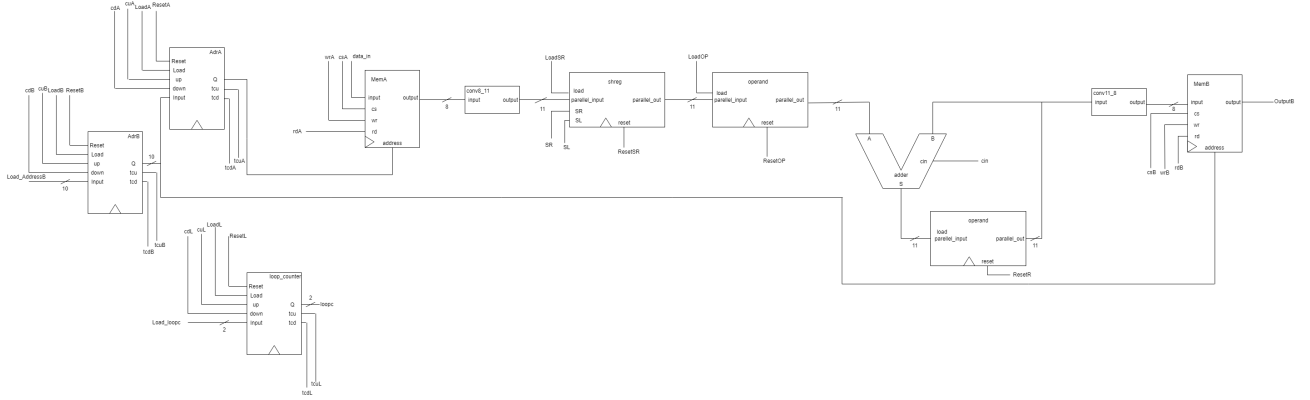 cdA
cuA
LoadA
ResetA
AdrA
Reset
Load
up
down
input
Q
tcu
tcd
tcdA
tcuA
cdB
cuB
LoadB
ResetB
AdrB
Reset
Load
up
down
input
Q
tcu
tcd
10
Load_AddressB
10
tcdB
tcuB
cdL
cuL
LoadL
ResetL
loop_counter
Reset
Load
up
down
input
Q
tcu
tcd
2
loopc
Load_loopc
2
tcdL
tcuL
wrA
csA
data_in
MemA
input
cs
wr
rd
output
address
rdA
8
conv8_11
input
output
11
LoadSR
shreg
load
parallel_input
SR
SL
parallel_out
reset
SR
SL
ResetSR
11
LoadOP
operand
load
parallel_input
parallel_out
reset
ResetOP
11
A
B
cin
adder
S
cin
operand
load
parellel_input
parallel_out
reset
11
11
ResetR
conv11_8
input
output
8
MemB
input
cs
wr
rd
output
address
csB
wrB
rdB
OutputB